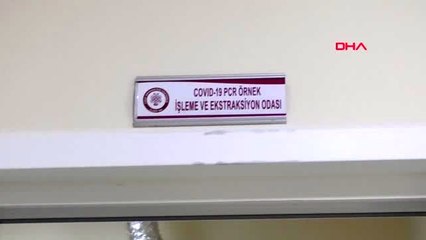 DHA
COVID-19 PCR ÖRNEK
İŞLEME VE EKSTRAKSİYON ODASI